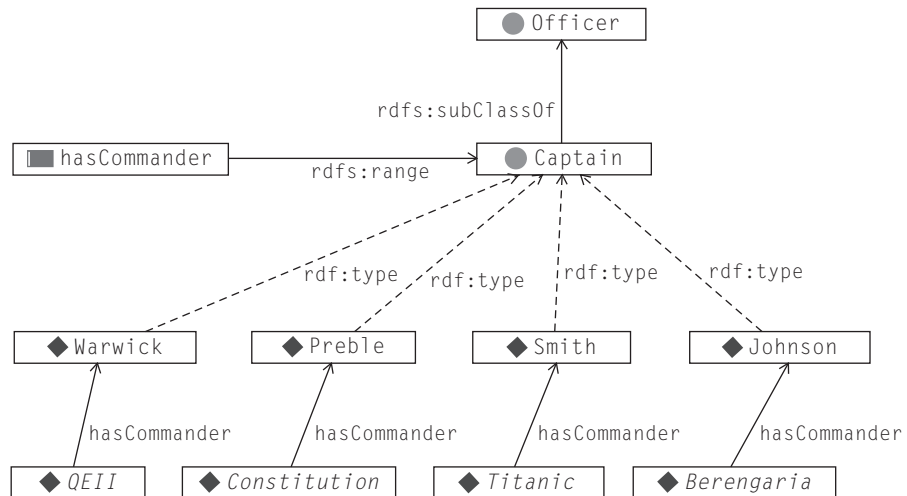 Officer
rdfs:subClassOf
hasCommander
rdfs:range
Captain
rdf:type
rdf:type
rdf:type
rdf:type
Warwick
Preble
Smith
Johnson
hasCommander
hasCommander
hasCommander
hasCommander
QEII
Constitution
Titanic
Berengaria